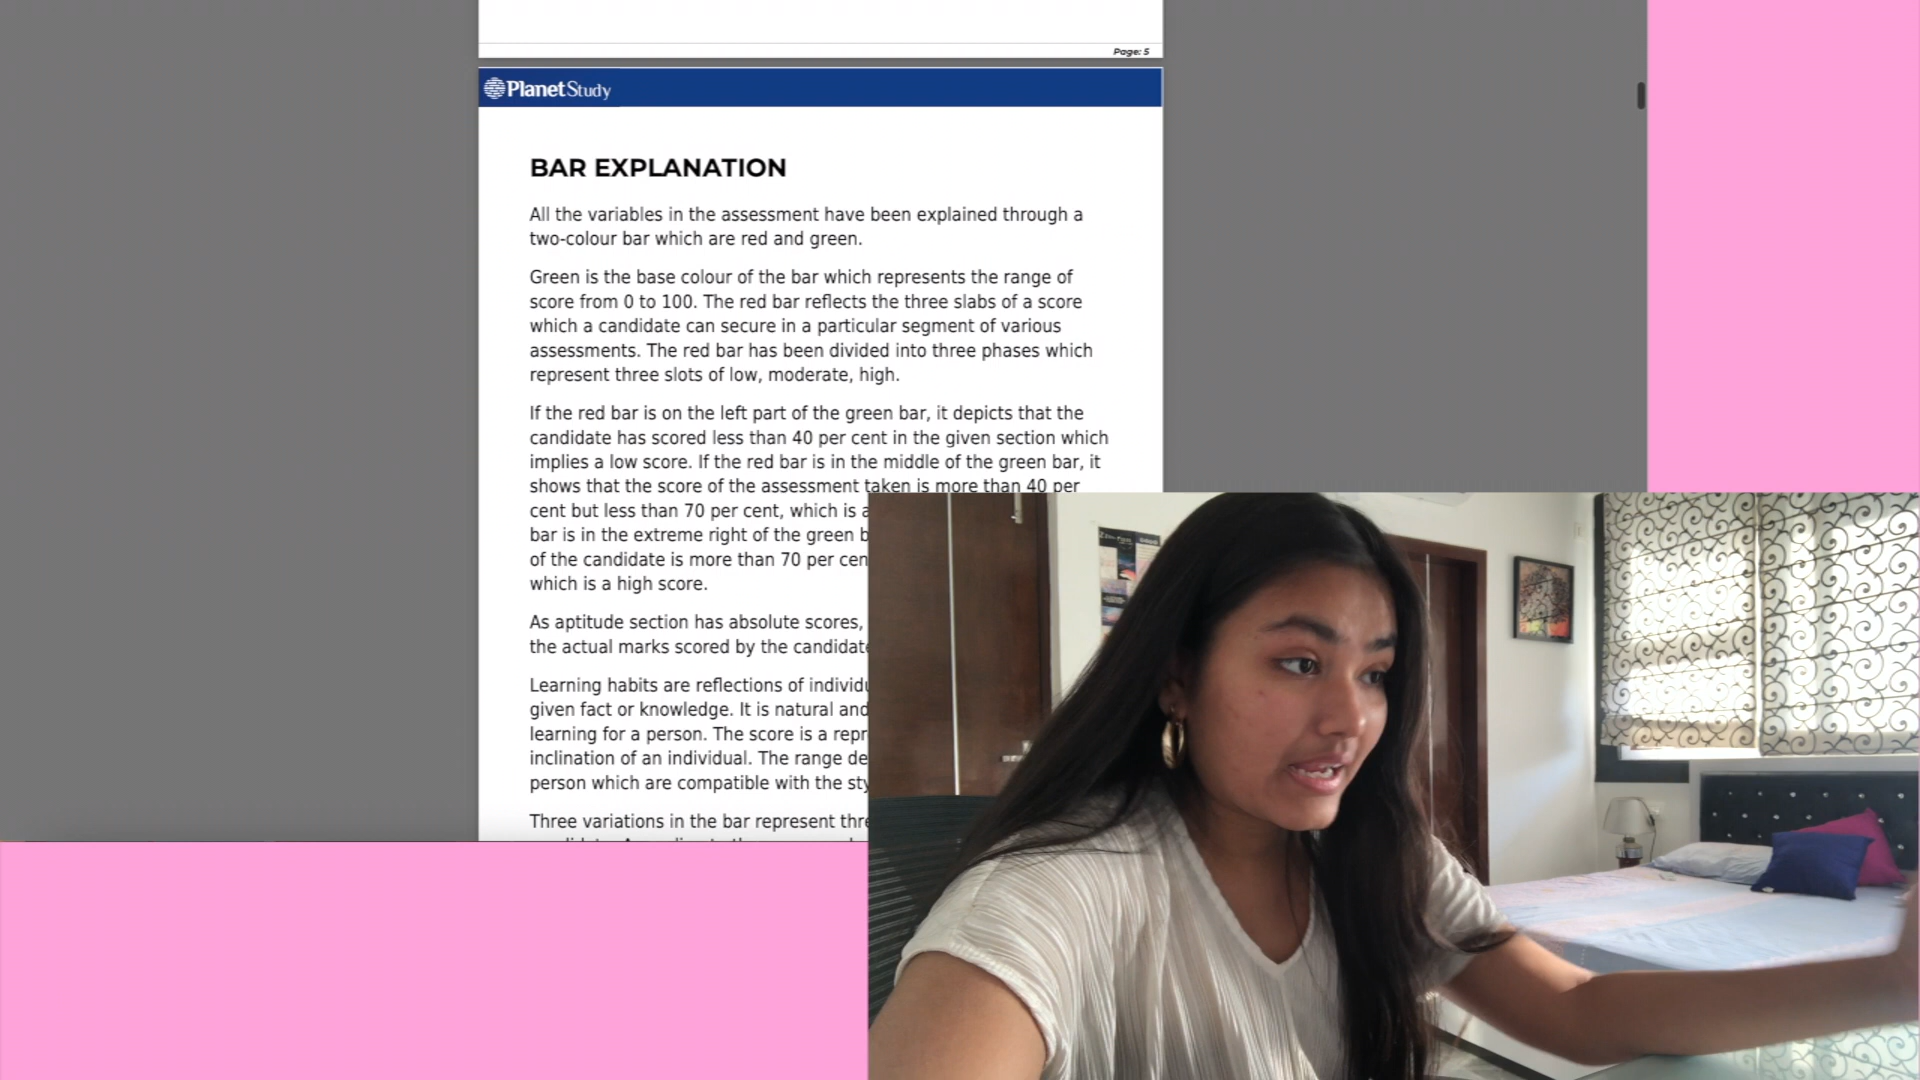 Page: 5
PlanetStudy
BAR EXPLANATION
All the variables in the assessment have been explained through a
two-colour bar which are red and green.
Green is the base colour of the bar which represents the range of
score from 0 to 100. The red bar reflects the three slabs of a score
which a candidate can secure in a particular segment of various
assessments. The red bar has been divided into three phases which
represent three slots of low, moderate, high.
If the red bar is on the left part of the green bar, it depicts that the
candidate has scored less than 40 per cent in the given section which
implies a low score. If the red bar is in the middle of the green bar, it
shows that the score of the assessment taken is more than 40 per
cent but less than 70 per cent, which is
bar is in the extreme right of the green
of the candidate is more than 70 per
which is a high score.
As aptitude section has absolute scores,
the actual marks scored by the
Learning habits are reflections of
given fact or knowledge. It is natural and
learning for a person. The score is a
inclination of an individual. The range
person which are compatible with the
Three variations in the bar represent